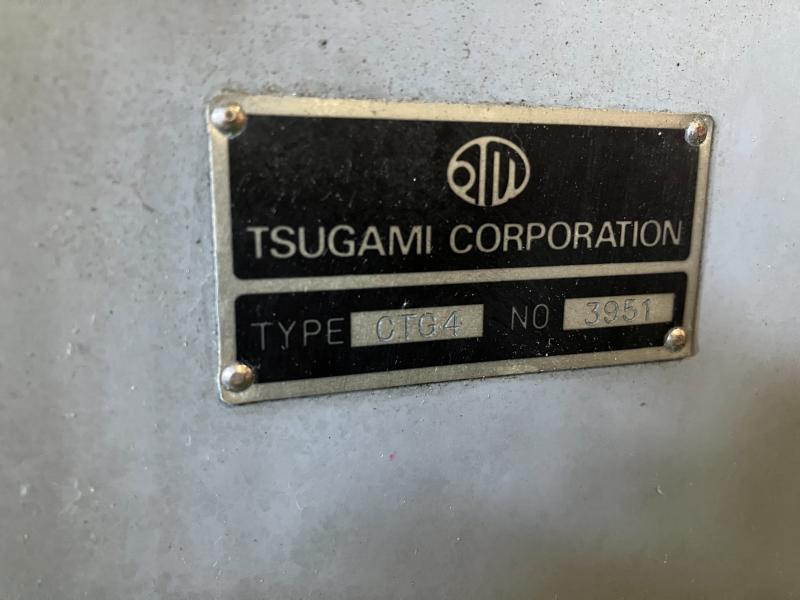 TSUGAMI CORPORATION
TYPE CTG4 NO 3951